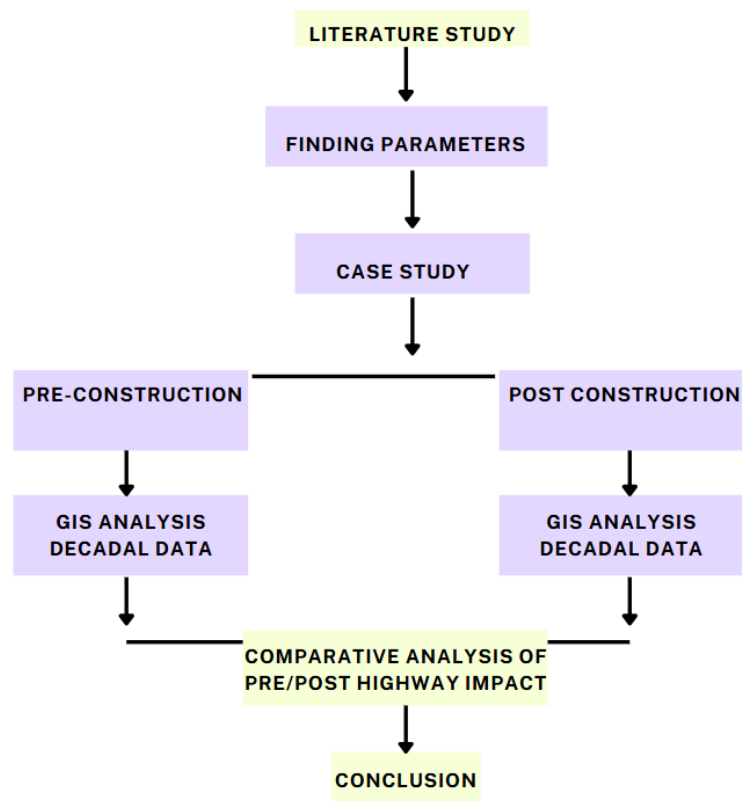 LITERATURE STUDY
FINDING PARAMETERS
CASE STUDY
PRE-CONSTRUCTION
POST CONSTRUCTION
GIS ANALYSIS
DECADAL DATA
GIS ANALYSIS
DECADAL DATA
COMPARATIVE ANALYSIS OF
PRE/POST HIGHWAY IMPACT
CONCLUSION